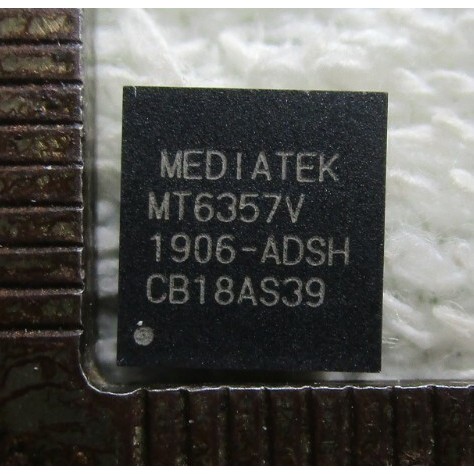 MEDIATEK
MT6357V
1906-ADSH
CB18AS39